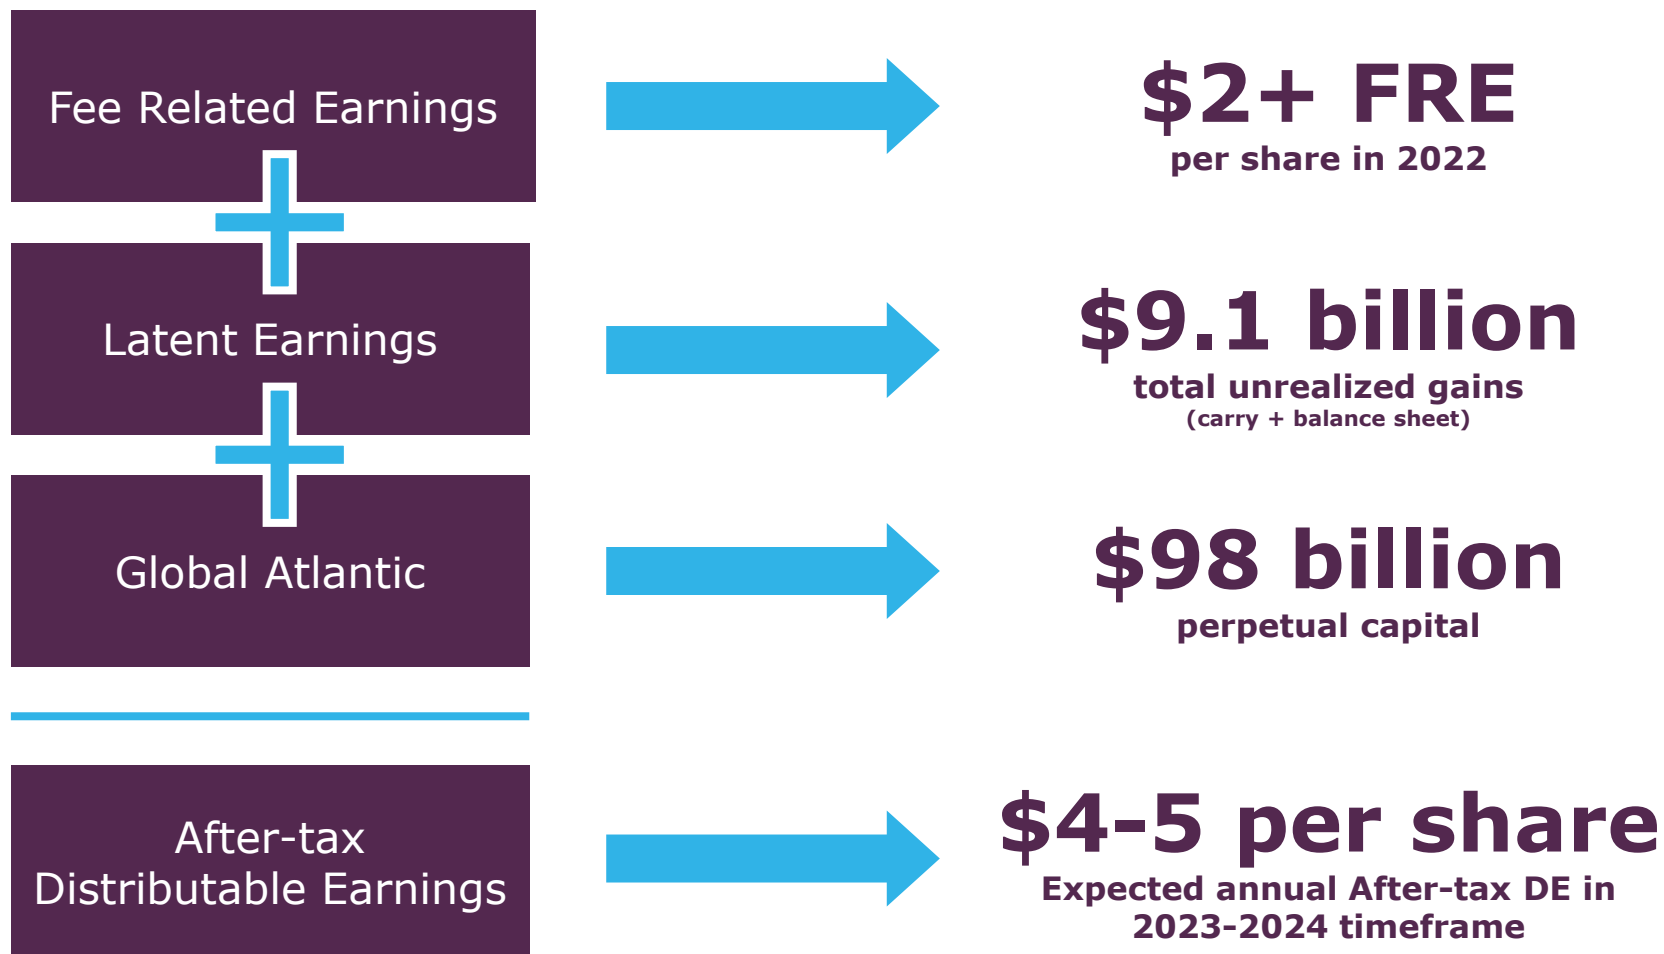 Fee Related Earnings
$2+ FRE
per share in 2022
Latent Earnings
$9.1 billion
total unrealized gains
(carry + balance sheet)
Global Atlantic
$98 billion
perpetual capital
After-tax
Distributable Earnings
$4-5 per share
Expected annual After-tax DE in
2023-2024 timeframe